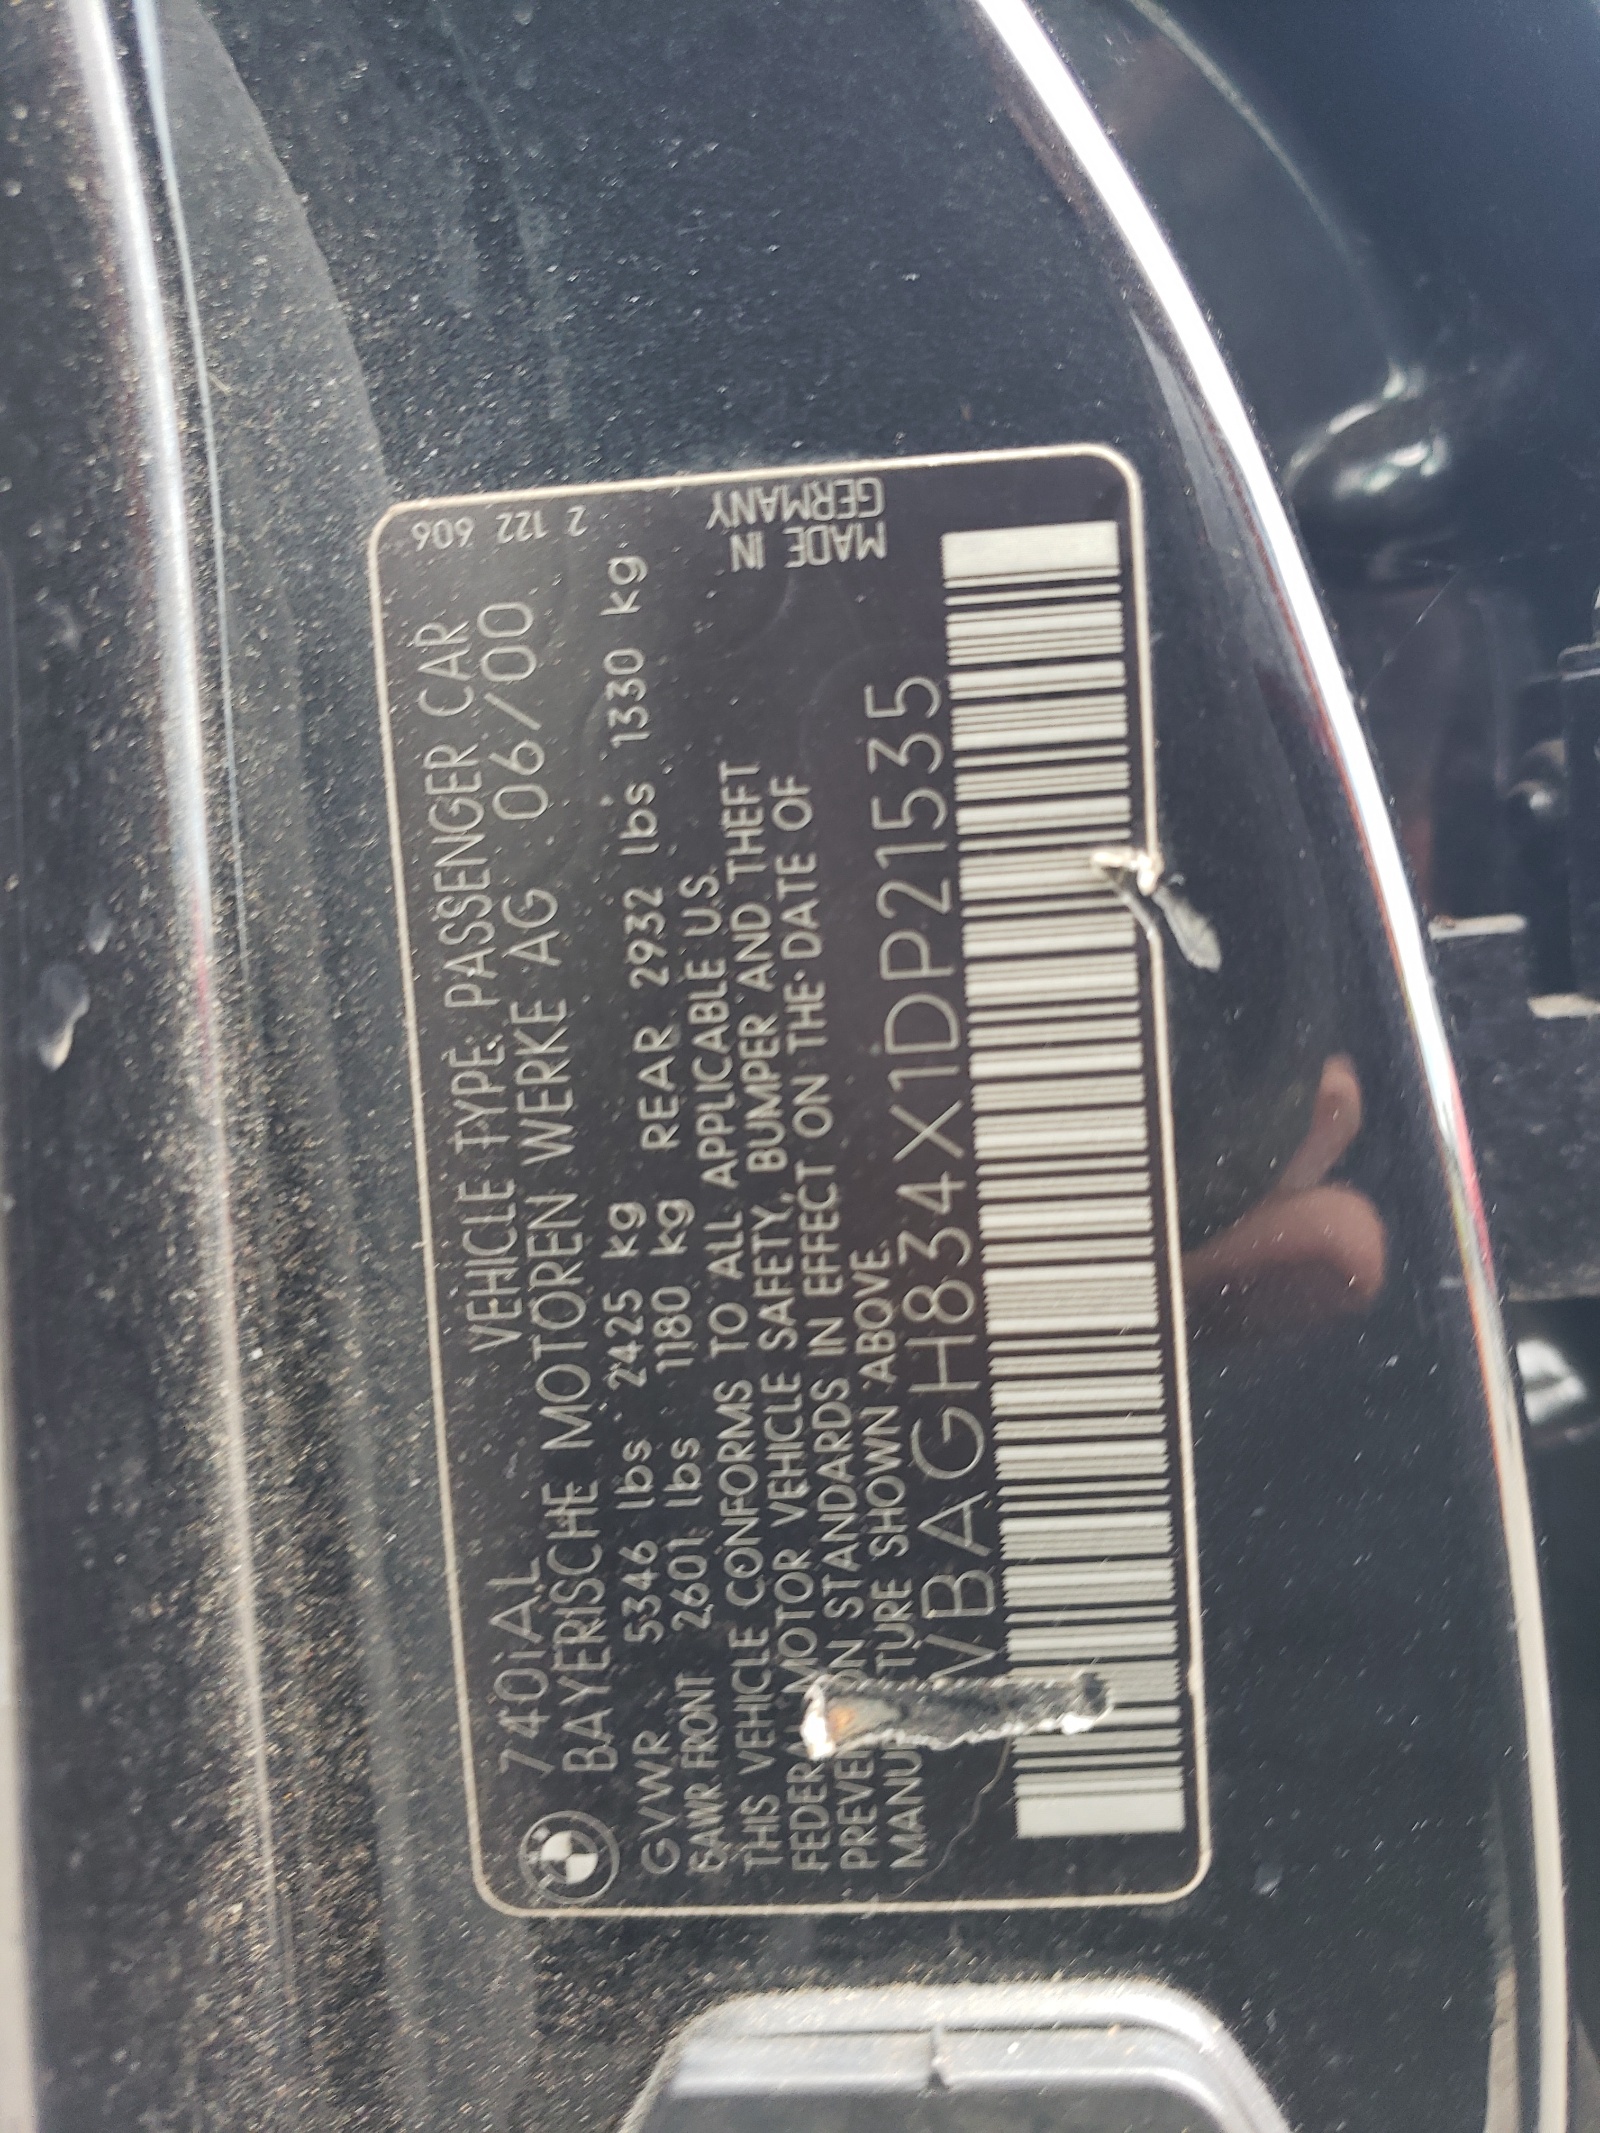 740iAL VEHICLE TYPE: PASSENGER CAR
BAYERISCHE MOTOREN WERKE AG 06/00
GVWR 5346 lbs 2425 kg
GAWR FRONT 2601 lbs 1180 kg REAR 2932 lbs 1330 kg
THIS VEHICLE CONFORMS TO ALL APPLICABLE U.S.
FEDERAL MOTOR VEHICLE SAFETY, BUMPER AND THEFT
PREVENTION STANDARDS IN EFFECT ON THE DATE OF
MANUFACTURE SHOWN ABOVE.
WBAGH834X1DP21535
2 122 606
MADE IN
GERMANY